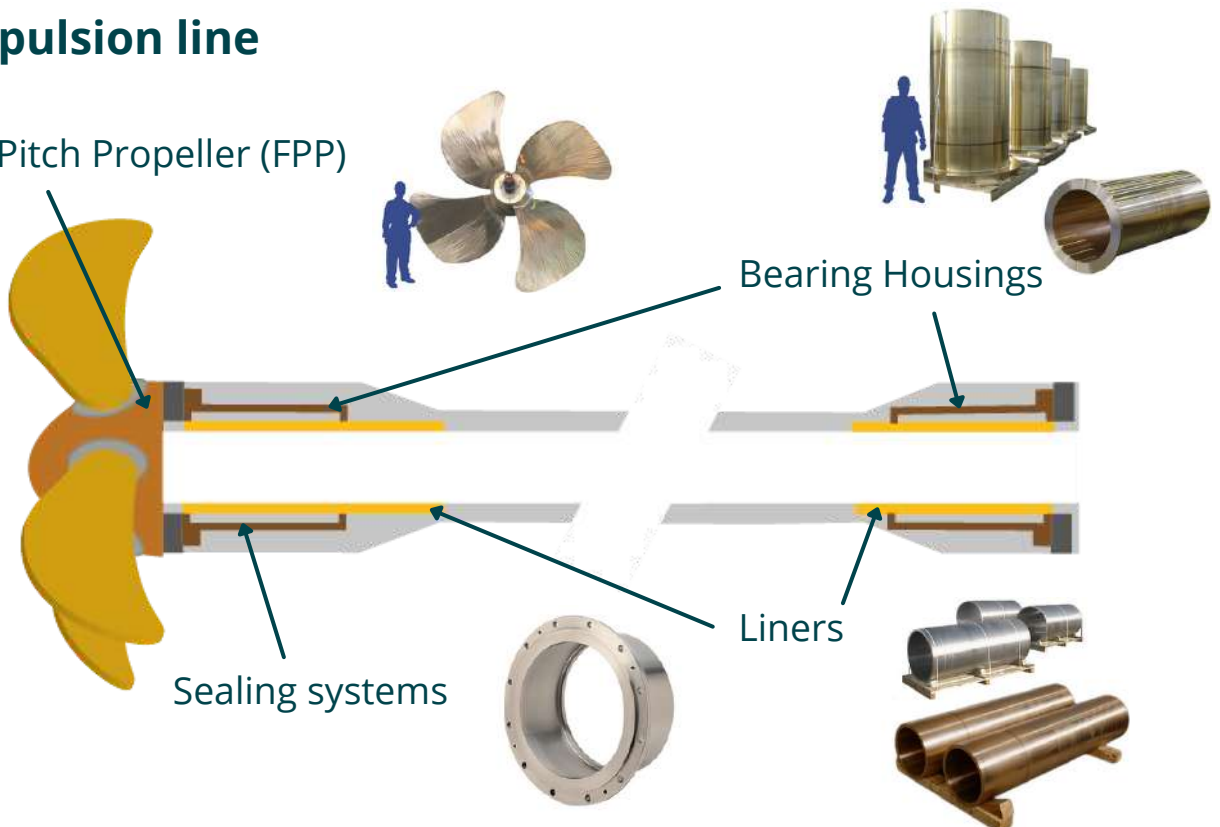 pulsion line
Pitch Propeller (FPP)
Bearing Housings
Liners
Sealing systems